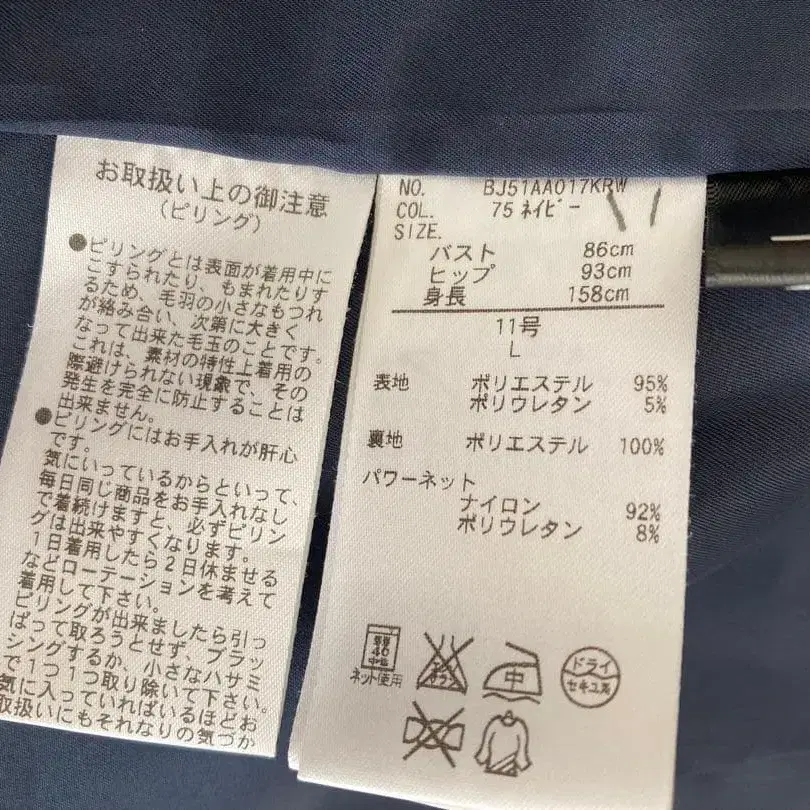 お取扱い上の御注意
(ピリング)
●ピリングとは表面が着用中に
こすられたり、もまれたりす
るため、毛羽の小さなもつれ
が絡み合い、次第に大きく
なって出来た毛玉のことです。
これは、素材の特性上着用の
際避けられない現象で、その
発生を完全に防止することは
出来ません。
●ピリングにはお手入れが肝心
です。
気にいっているからといって、
毎日同じ商品をお手入れなし
で着続けますと、必ずピリン
グは出来やすくなります。
1日着用したら2日休ませる
などローテーションを考えて
着用して下さい。
ピリングが出来ましたら引っ
ぱって取ろうとせず、ブラッ
シングするか、小さなハサミ
で1つ1つ取り除いて下さい。
気に入っていればいるほどお
取扱いにもそれなりの気づか
NO. BJ51AA017KRW
COL. 75 ネイビー
SIZE.
バスト 86cm
ヒップ 93cm
身長 158cm
11号
L
表地 ポリエステル 95%
ポリウレタン 5%
裏地 ポリエステル 100%
パワーネット
ナイロン 92%
ポリウレタン 8%
40
中性
ネット使用
中
ドライ
セキユ系